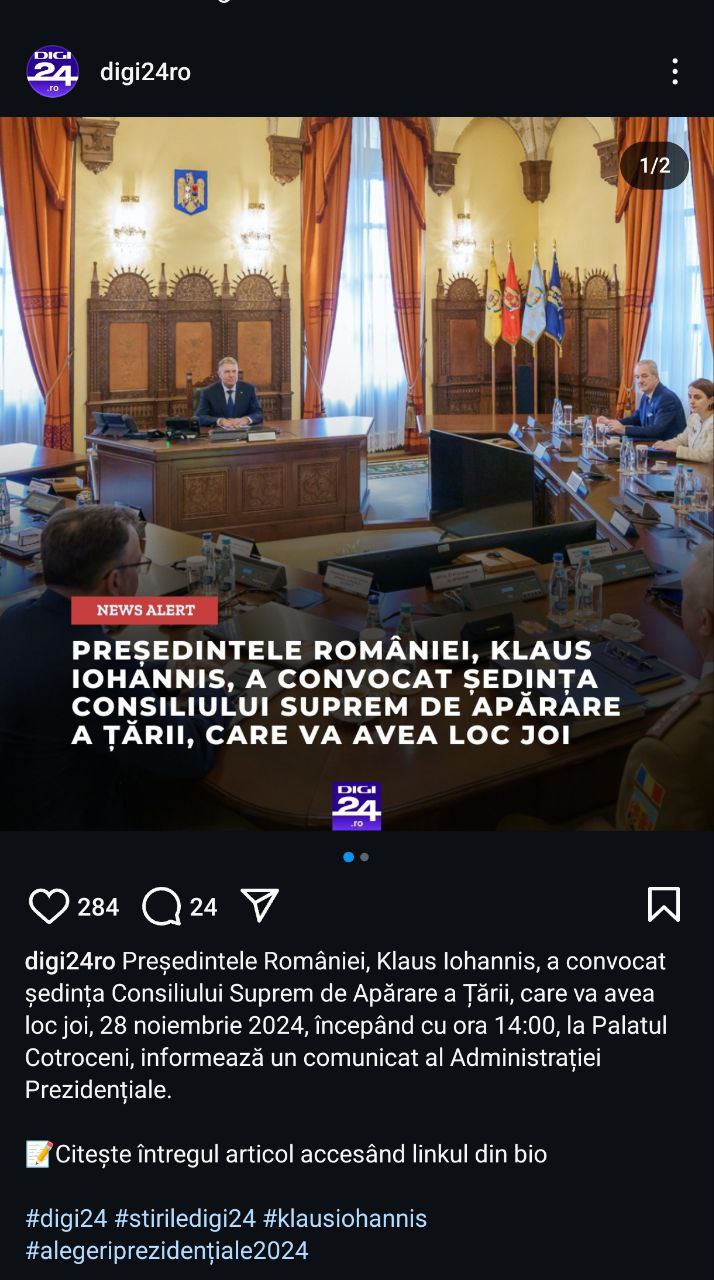 DIGI
24
.ro
digi24ro
1/2
NEWS ALERT
PREȘEDINTELE ROMÂNIEI, KLAUS
IOHANNIS, A CONVOCAT ȘEDINȚA
CONSILIULUI SUPREM DE APĂRARE
A ȚĂRII, CARE VA AVEA LOC JOI
DIGI
24
.ro
284
24
digi24ro Președintele României, Klaus Iohannis, a convocat
ședința Consiliului Suprem de Apărare a Țării, care va avea
loc joi, 28 noiembrie 2024, începând cu ora 14:00, la Palatul
Cotroceni, informează un comunicat al Administrației
Prezidențiale.
📝Citește întregul articol accesând linkul din bio
#digi24 #stiriledigi24 #klausiohannis
#alegeriprezidențiale2024